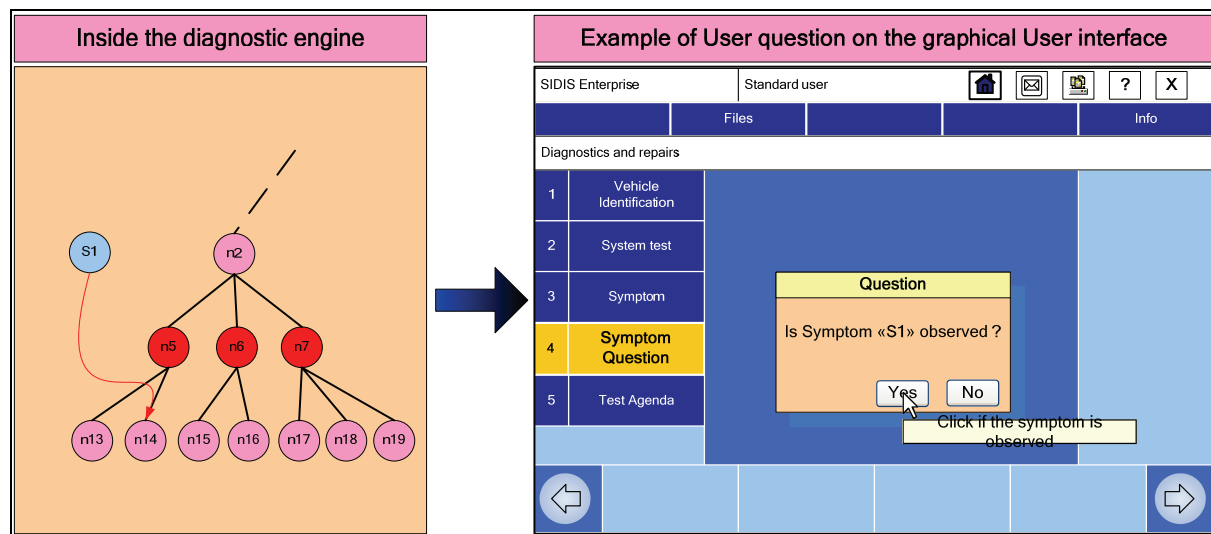 Inside the diagnostic engine
S1
n2
n5
n6
n7
n13
n14
n15
n16
n17
n18
n19
Example of User question on the graphical User interface
SIDIS Enterprise
Standard user
?
X
Files
Info
Diagnostics and repairs
1
Vehicle
Identification
2
System test
3
Symptom
4
Symptom
Question
5
Test Agenda
Question
Is Symptom «S1» observed ?
Yes
No
Click if the symptom is
observed